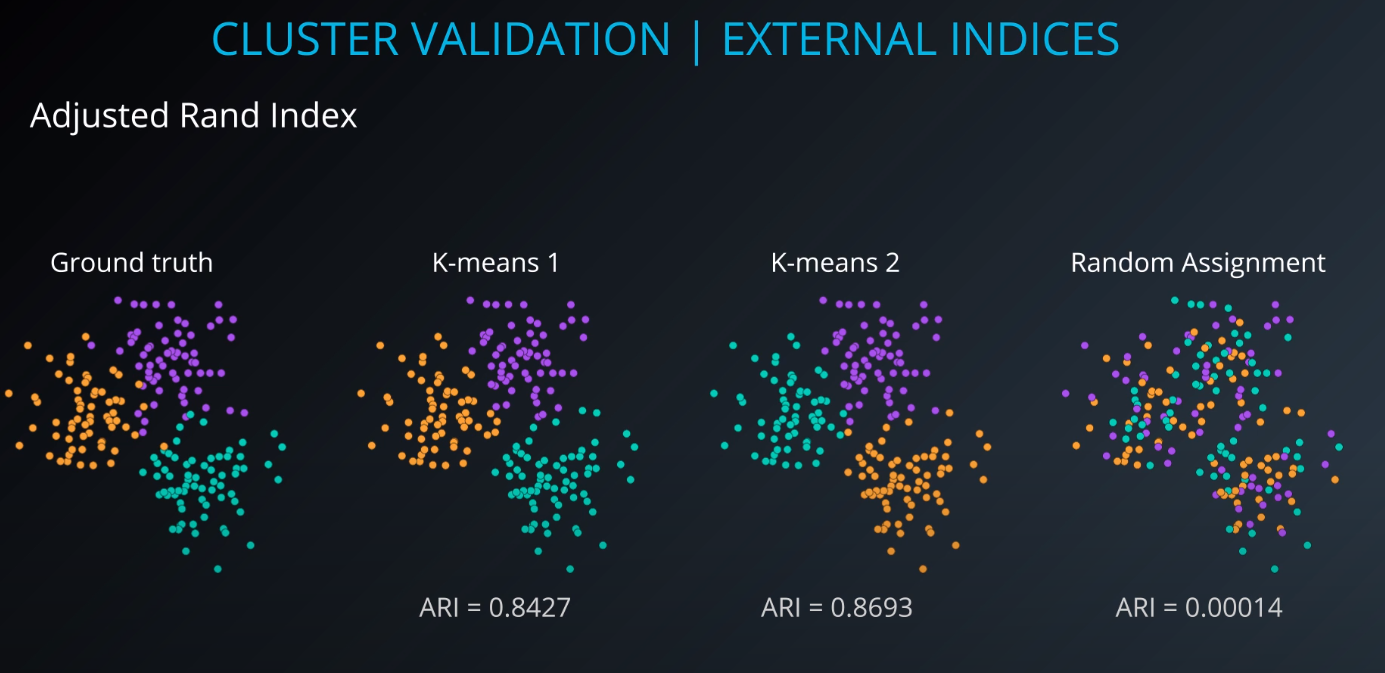 CLUSTER VALIDATION | EXTERNAL INDICES
Adjusted Rand Index
Ground truth
K-means 1
K-means 2
Random Assignment
ARI = 0.8427
ARI = 0.8693
ARI = 0.00014